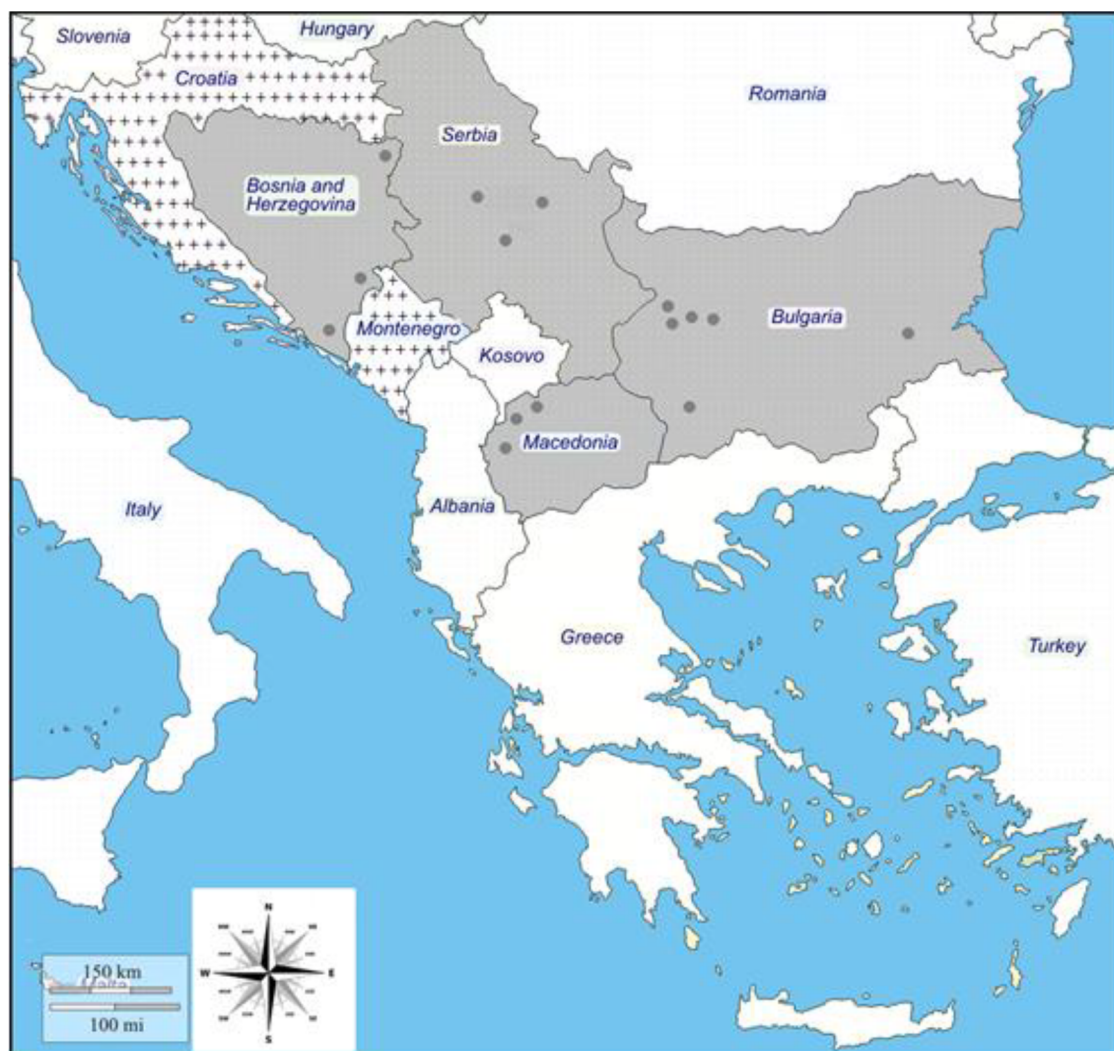 Slovenia
Hungary
Croatia
Romania
Serbia
Bosnia and
Herzegovina
Bulgaria
Montenegro
Kosovo
Macedonia
Italy
Albania
Greece
Turkey
N
W
E
S
150 km
100 mi